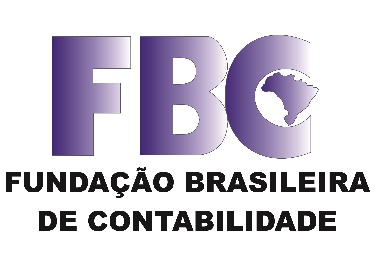 FBC
FUNDAÇÃO BRASILEIRA
DE CONTABILIDADE